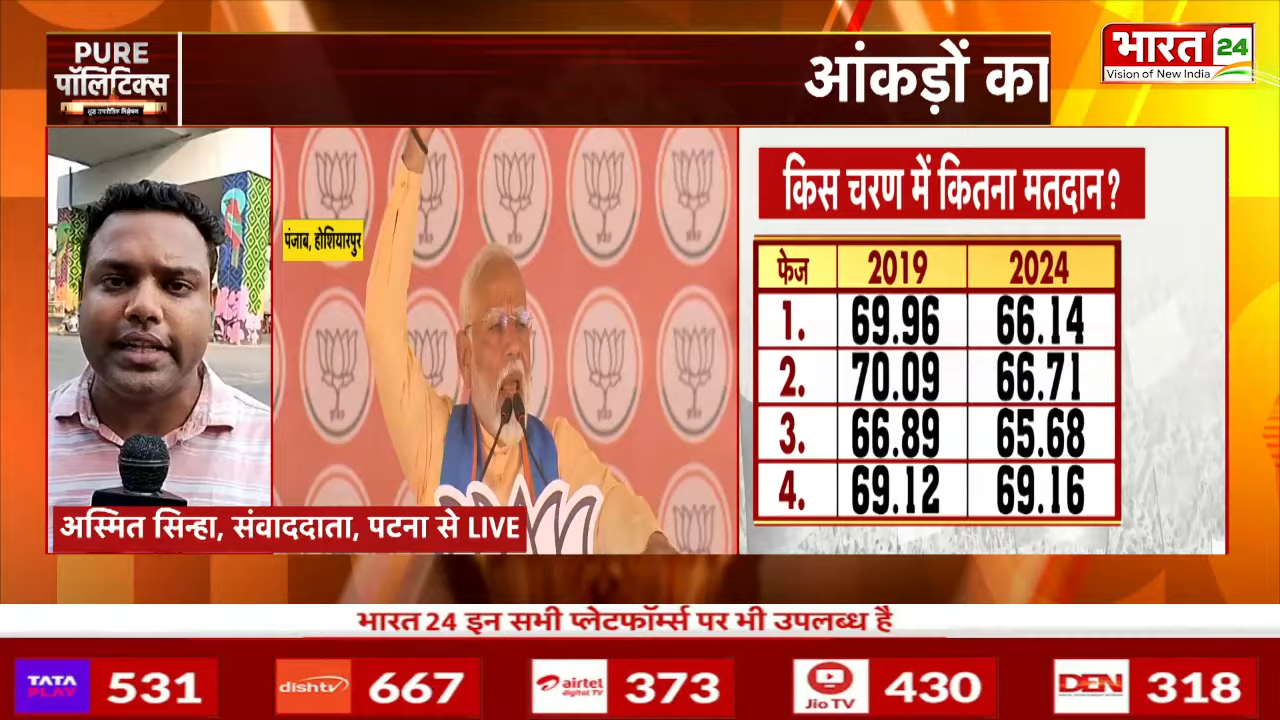 PURE
पॉलिटिक्स
शुद्ध राजनीतिक विश्लेषण
आंकड़ों का
भारत 24
Vision of New India
पंजाब, होशियारपुर
किस चरण में कितना मतदान?
फेज 2019 2024
1. 69.96 66.14
2. 70.09 66.71
3. 66.89 65.68
4. 69.12 69.16
अस्मित सिन्हा, संवाददाता, पटना से LIVE
भारत 24 इन सभी प्लेटफॉर्म्स पर भी उपलब्ध है
TATA PLAY 531
dishtv 667
airtel digital TV 373
JioTV 430
DEN 318